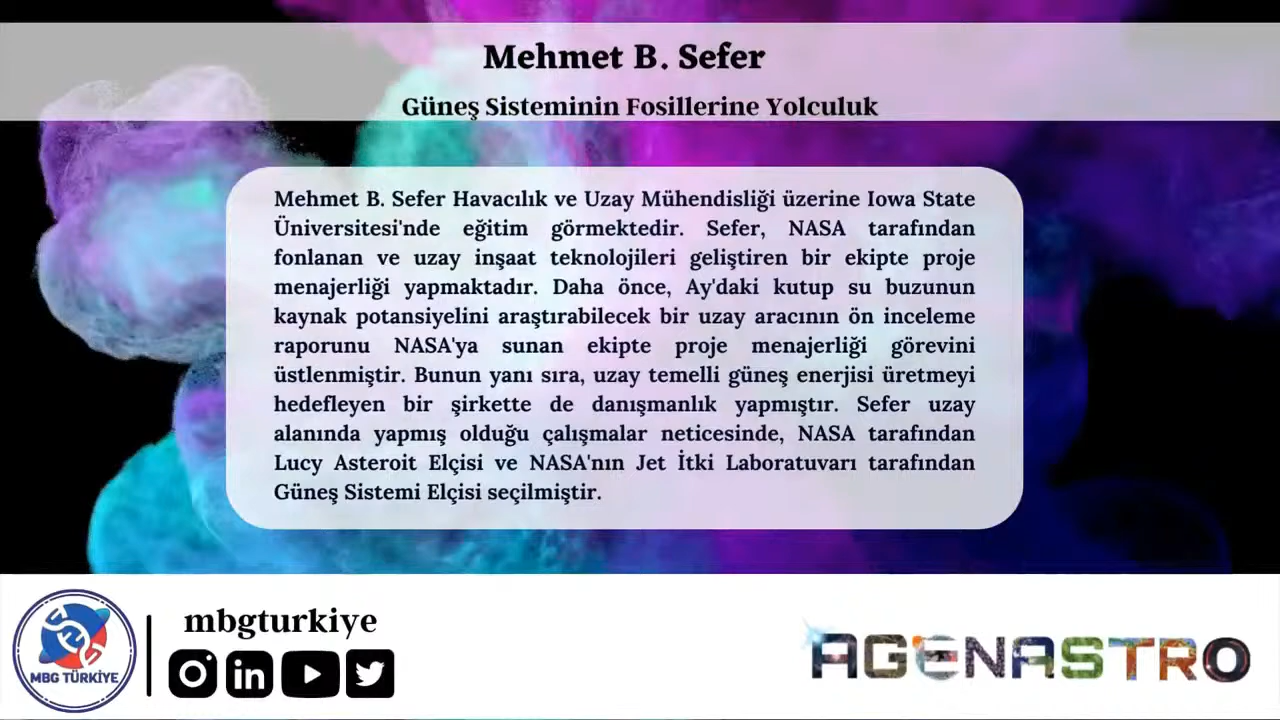 Mehmet B. Sefer
Güneş Sisteminin Fosillerine Yolculuk
Mehmet B. Sefer Havacılık ve Uzay Mühendisliği üzerine Iowa State
Üniversitesi'nde eğitim görmektedir. Sefer, NASA tarafından
fonlanan ve uzay inşaat teknolojileri geliştiren bir ekipte proje
menajerliği yapmaktadır. Daha önce, Ay'daki kutup su buzunun
kaynak potansiyelini araştırabilecek bir uzay aracının ön inceleme
raporunu NASA'ya sunan ekipte proje menajerliği görevini
üstlenmiştir. Bunun yanı sıra, uzay temelli güneş enerjisi üretmeyi
hedefleyen bir şirkette de danışmanlık yapmıştır. Sefer uzay
alanında yapmış olduğu çalışmalar neticesinde, NASA tarafından
Lucy Asteroit Elçisi ve NASA'nın Jet İtki Laboratuvarı tarafından
Güneş Sistemi Elçisi seçilmiştir.
MBG TÜRKİYE
mbgturkiye
in
AGENASTRO